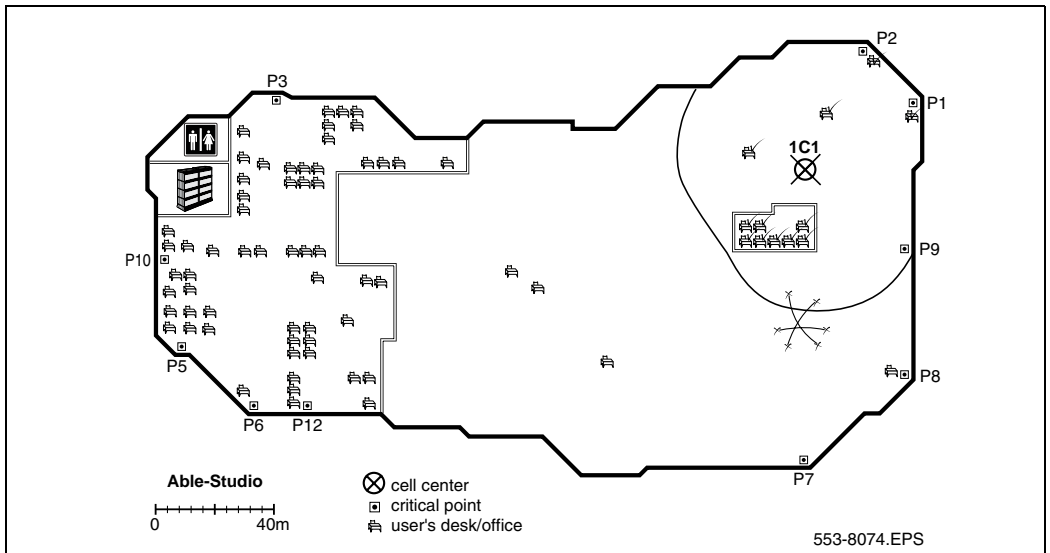 P2
P3
P1
1C1
P10
P9
P5
P8
P6
P12
P7
Able-Studio
0
40m
cell center
critical point
user's desk/office
553-8074.EPS